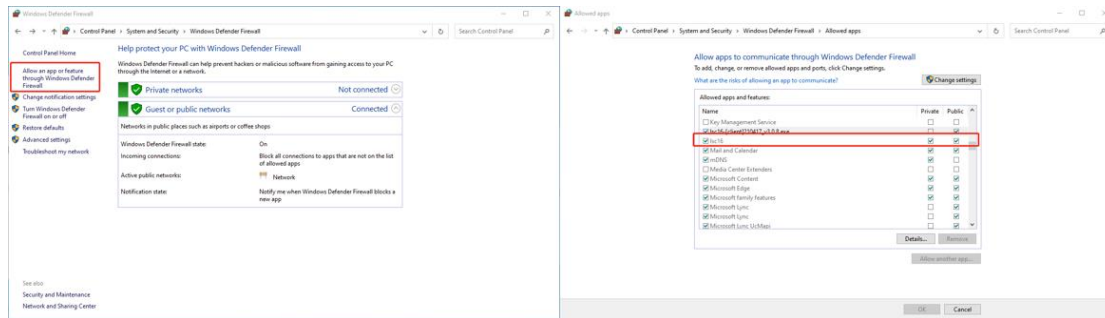 Windows Defender Firewall
Control Panel > System and Security > Windows Defender Firewall
Search Control Panel
Control Panel Home
Allow an app or feature
through Windows Defender
Firewall
Change notification settings
Turn Windows Defender
Firewall on or off
Restore defaults
Advanced settings
Troubleshoot my network
See also
Security and Maintenance
Network and Sharing Center
Help protect your PC with Windows Defender Firewall
Windows Defender Firewall can help prevent hackers or malicious software from gaining access to your PC
through the Internet or a network.
Private networks Not connected
Guest or public networks Connected
Networks in public places such as airports or coffee shops
Windows Defender Firewall state: On
Incoming connections: Block all connections to apps that are not on the list
of allowed apps
Active public networks: Network
Notification state: Notify me when Windows Defender Firewall blocks a
new app
Allowed apps
Control Panel > System and Security > Windows Defender Firewall > Allowed apps
Search Control Panel
Allow apps to communicate through Windows Defender Firewall
To add, change, or remove allowed apps and ports, click Change settings.
What are the risks of allowing an app to communicate? Change settings
Allowed apps and features:
Name Private Public
Key Management Service
lsc16
Mail and Calendar
mDNS
Media Center Extenders
Microsoft Content
Microsoft Edge
Microsoft family features
Microsoft Lync
Microsoft Lync
Microsoft Lync UcMapi
Details... Remove
Allow another app...
OK Cancel